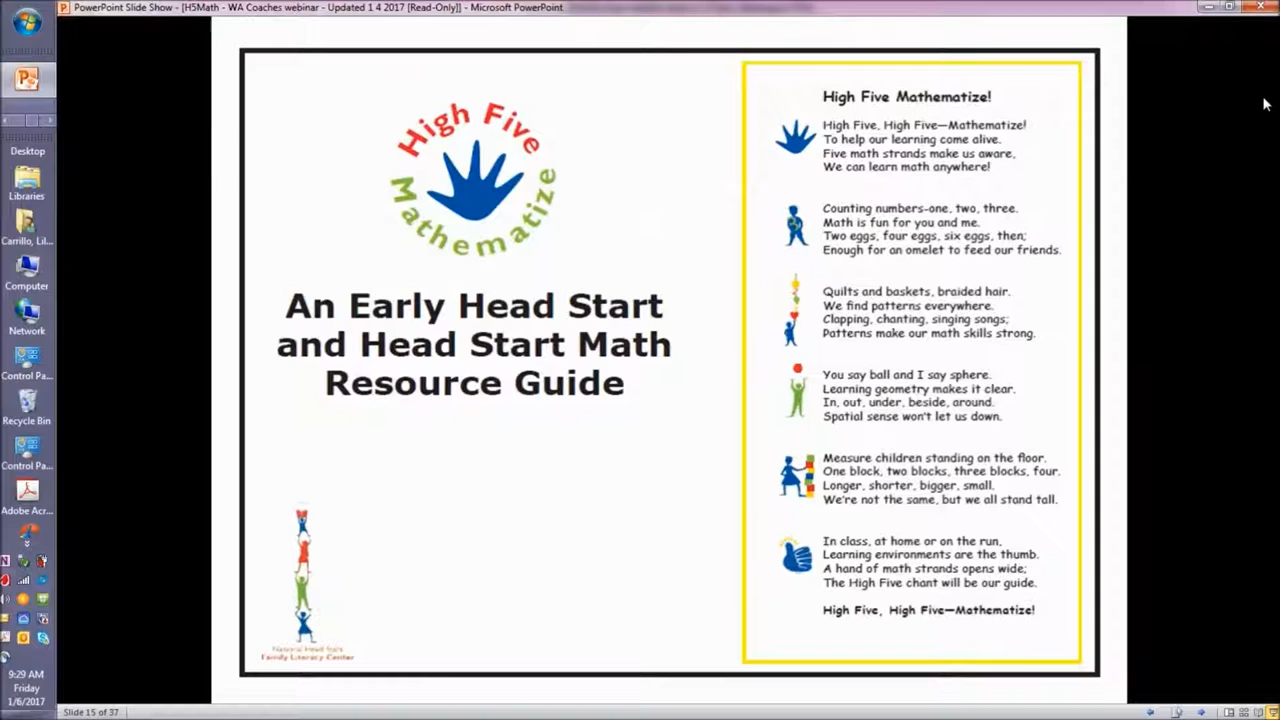 PowerPoint Slide Show - [H5Math - WA Coaches webinar - Updated 1 4 2017 [Read-Only]] - Microsoft PowerPoint
Desktop
Libraries
Carrillo, Lil...
Computer
Network
Control Pa...
Recycle Bin
Control Pa...
Adobe Acr...
9:29 AM
Friday
1/6/2017
High Five
Mathematize
An Early Head Start
and Head Start Math
Resource Guide
National Head Start
Family Literacy Center
High Five Mathematize!
High Five, High Five—Mathematize!
To help our learning come alive.
Five math strands make us aware,
We can learn math anywhere!
Counting numbers-one, two, three.
Math is fun for you and me.
Two eggs, four eggs, six eggs, then;
Enough for an omelet to feed our friends.
Quilts and baskets, braided hair.
We find patterns everywhere.
Clapping, chanting, singing songs;
Patterns make our math skills strong.
You say ball and I say sphere.
Learning geometry makes it clear.
In, out, under, beside, around.
Spatial sense won't let us down.
Measure children standing on the floor.
One block, two blocks, three blocks, four.
Longer, shorter, bigger, small.
We're not the same, but we all stand tall.
In class, at home or on the run,
Learning environments are the thumb.
A hand of math strands opens wide;
The High Five chant will be our guide.
High Five, High Five—Mathematize!
Slide 15 of 37